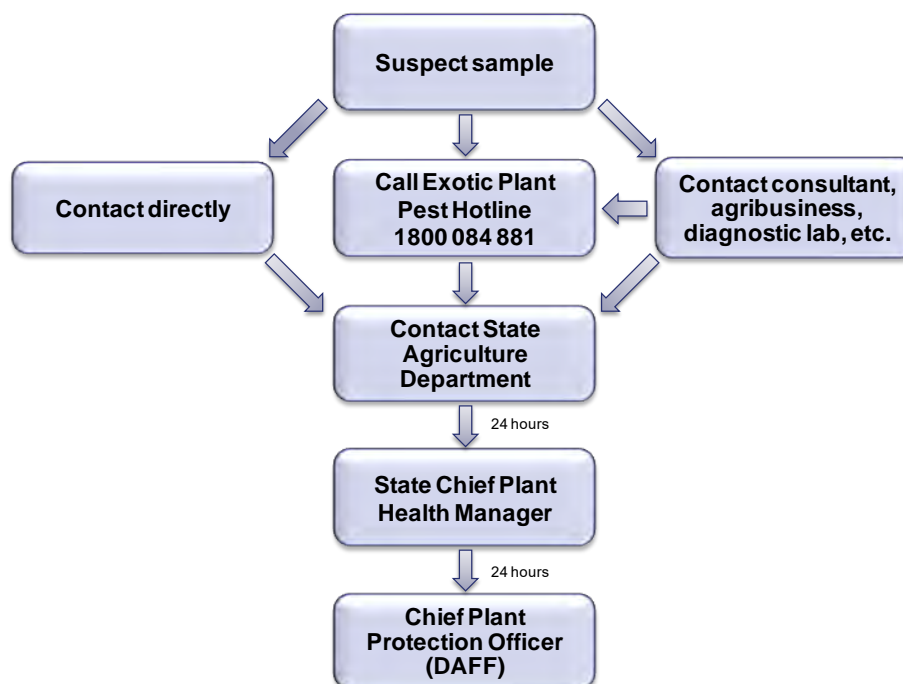 Suspect sample
Contact directly
Call Exotic Plant
Pest Hotline
1800 084 881
Contact consultant,
agribusiness,
diagnostic lab, etc.
Contact State
Agriculture
Department
24 hours
State Chief Plant
Health Manager
24 hours
Chief Plant
Protection Officer
(DAFF)